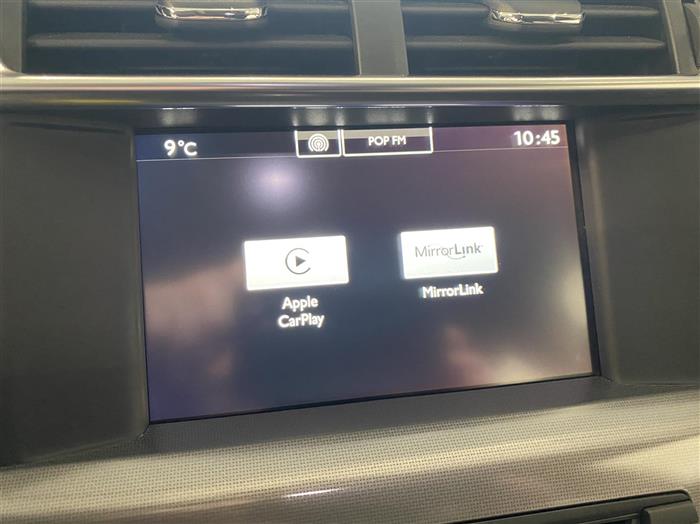 9°C
POP FM
10:45
MirrorLink
Apple
CarPlay
MirrorLink